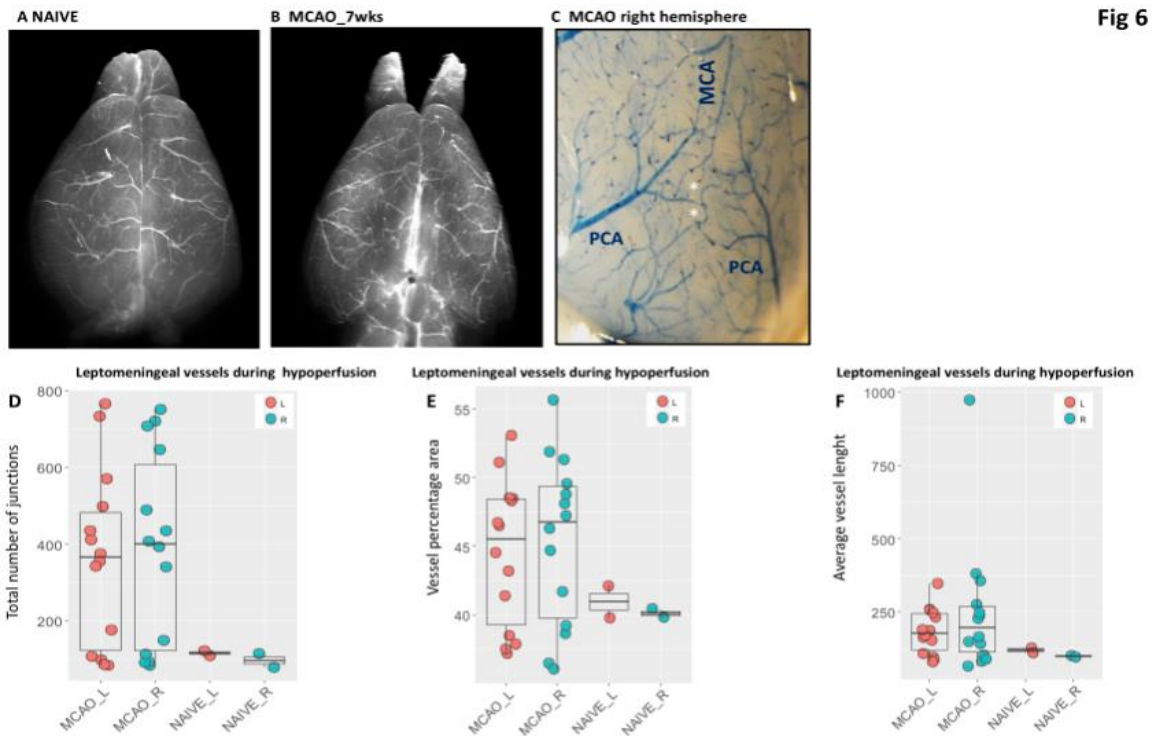 A NAIVE
B MCAO_7wks
C MCAO right hemisphere
Fig 6
MCA
PCA
PCA
Leptomeningeal vessels during hypoperfusion
D
L
R
800
600
400
200
Total number of junctions
MCAO_L
MCAO_R
NAIVE_L
NAIVE_R
Leptomeningeal vessels during hypoperfusion
E
L
R
55
50
45
40
Vessel percentage area
MCAO_L
MCAO_R
NAIVE_L
NAIVE_R
Leptomeningeal vessels during hypoperfusion
F
L
R
1000
750
500
250
Average vessel lenght
MCAO_L
MCAO_R
NAIVE_L
NAIVE_R